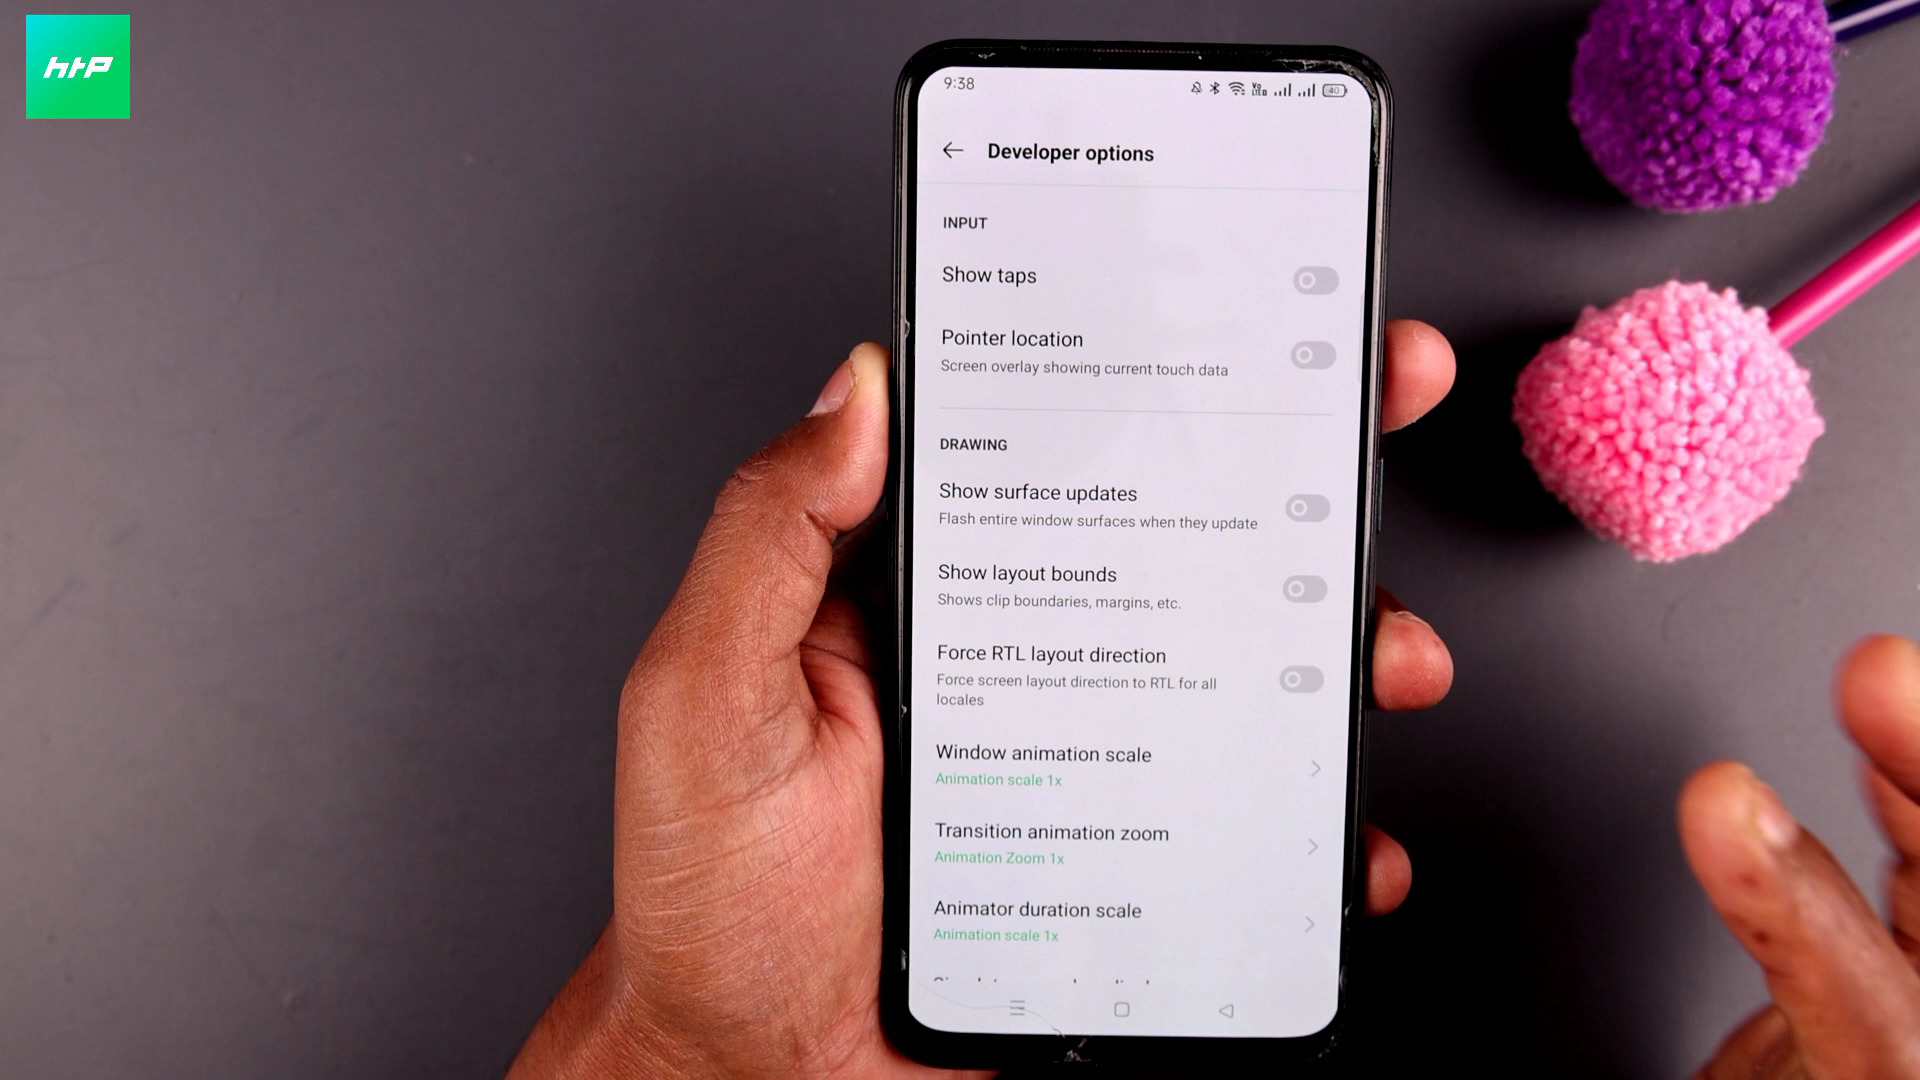 htP
9:38
Vo
LTE
40
Developer options
INPUT
Show taps
Pointer location
Screen overlay showing current touch data
DRAWING
Show surface updates
Flash entire window surfaces when they update
Show layout bounds
Shows clip boundaries, margins, etc.
Force RTL layout direction
Force screen layout direction to RTL for all
locales
Window animation scale
Animation scale 1x
Transition animation zoom
Animation Zoom 1x
Animator duration scale
Animation scale 1x